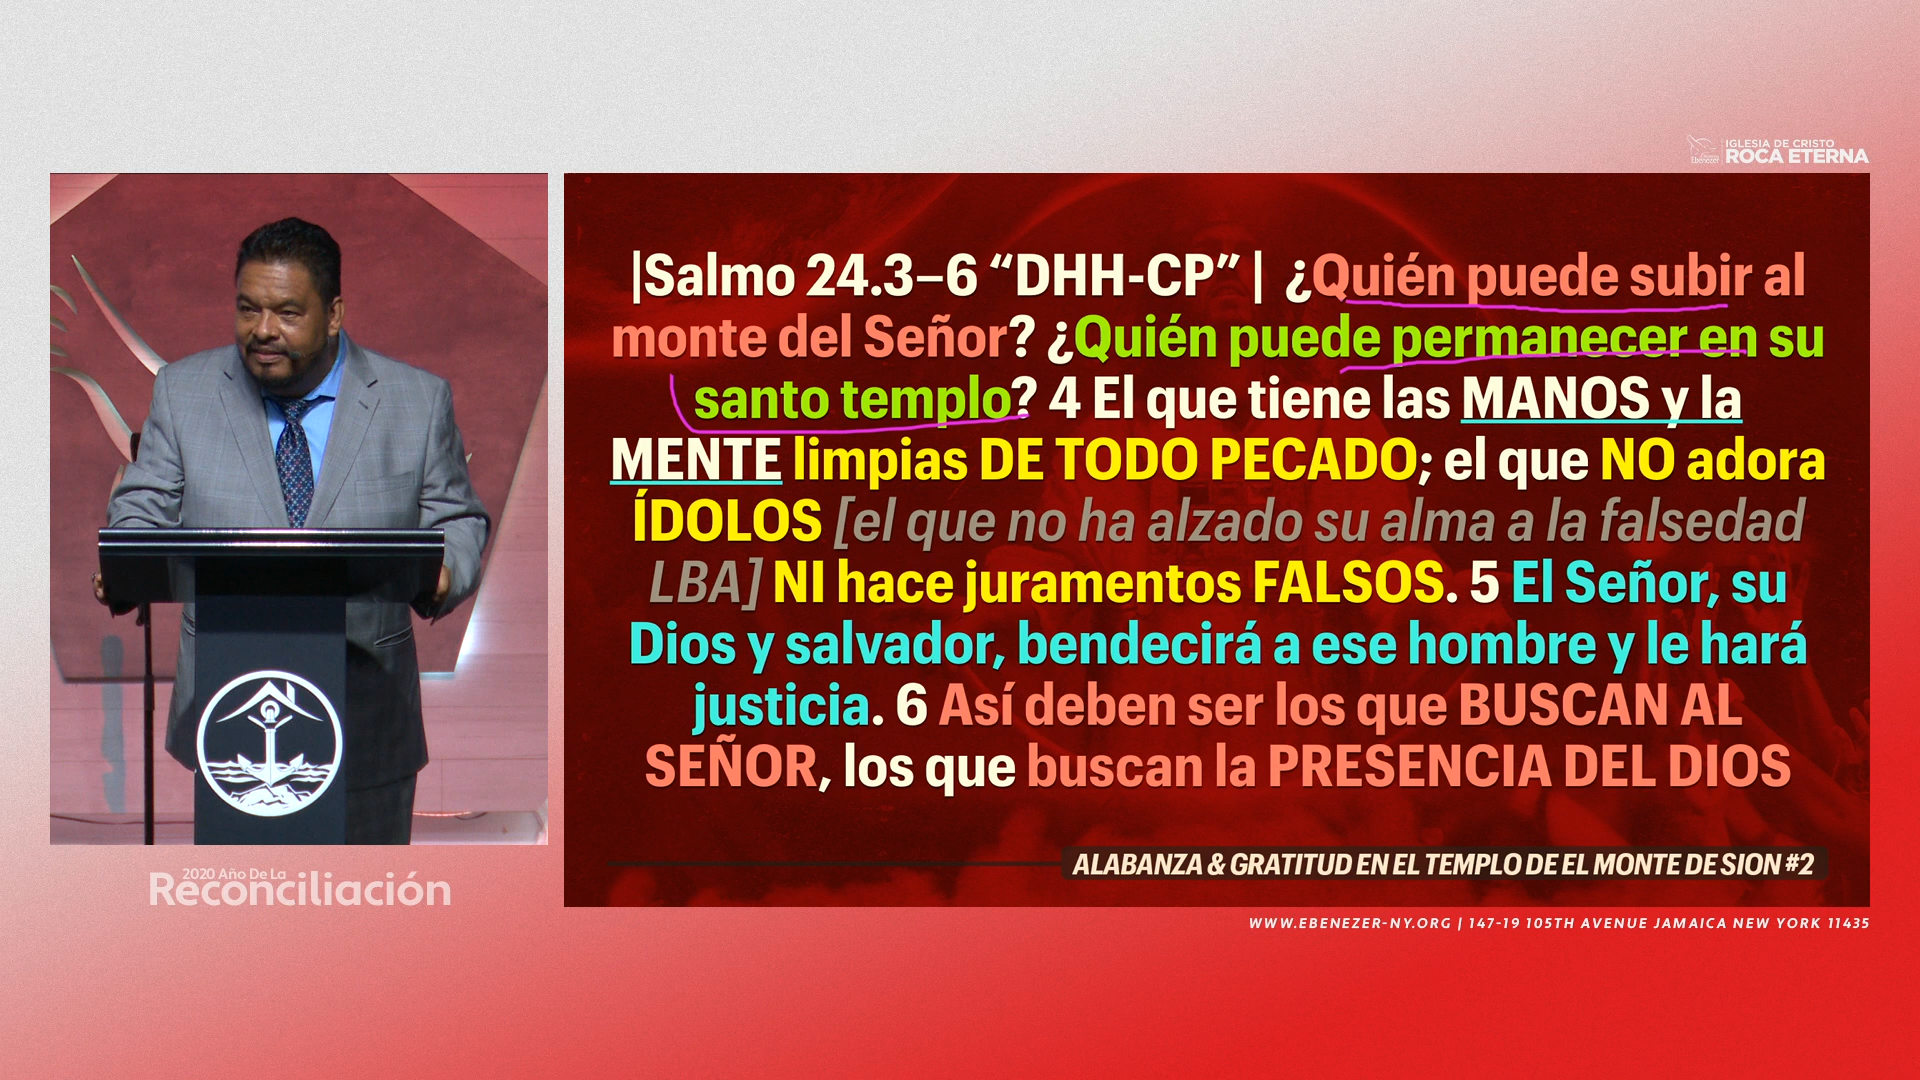 IGLESIA DE CRISTO
Ebenezer ROCA ETERNA
|Salmo 24.3–6 “DHH-CP” | ¿Quién puede subir al
monte del Señor? ¿Quién puede permanecer en su
santo templo? 4 El que tiene las MANOS y la
MENTE limpias DE TODO PECADO; el que NO adora
ÍDOLOS [el que no ha alzado su alma a la falsedad
LBA] NI hace juramentos FALSOS. 5 El Señor, su
Dios y salvador, bendecirá a ese hombre y le hará
justicia. 6 Así deben ser los que BUSCAN AL
SEÑOR, los que buscan la PRESENCIA DEL DIOS
ALABANZA & GRATITUD EN EL TEMPLO DE EL MONTE DE SION #2
2020 Año De La
Reconciliación
WWW.EBENEZER-NY.ORG | 147-19 105TH AVENUE JAMAICA NEW YORK 11435